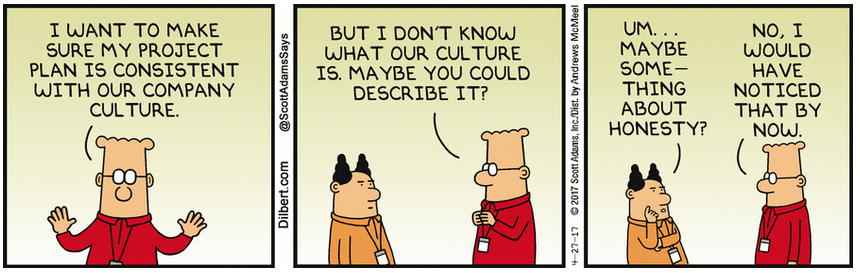 I WANT TO MAKE
SURE MY PROJECT
PLAN IS CONSISTENT
WITH OUR COMPANY
CULTURE.
Dilbert.com @ScottAdamsSays
BUT I DON'T KNOW
WHAT OUR CULTURE
IS. MAYBE YOU COULD
DESCRIBE IT?
4-27-17 © 2017 Scott Adams, Inc./Dist. by Andrews McMeel
UM...
MAYBE
SOME—
THING
ABOUT
HONESTY?
NO, I
WOULD
HAVE
NOTICED
THAT BY
NOW.